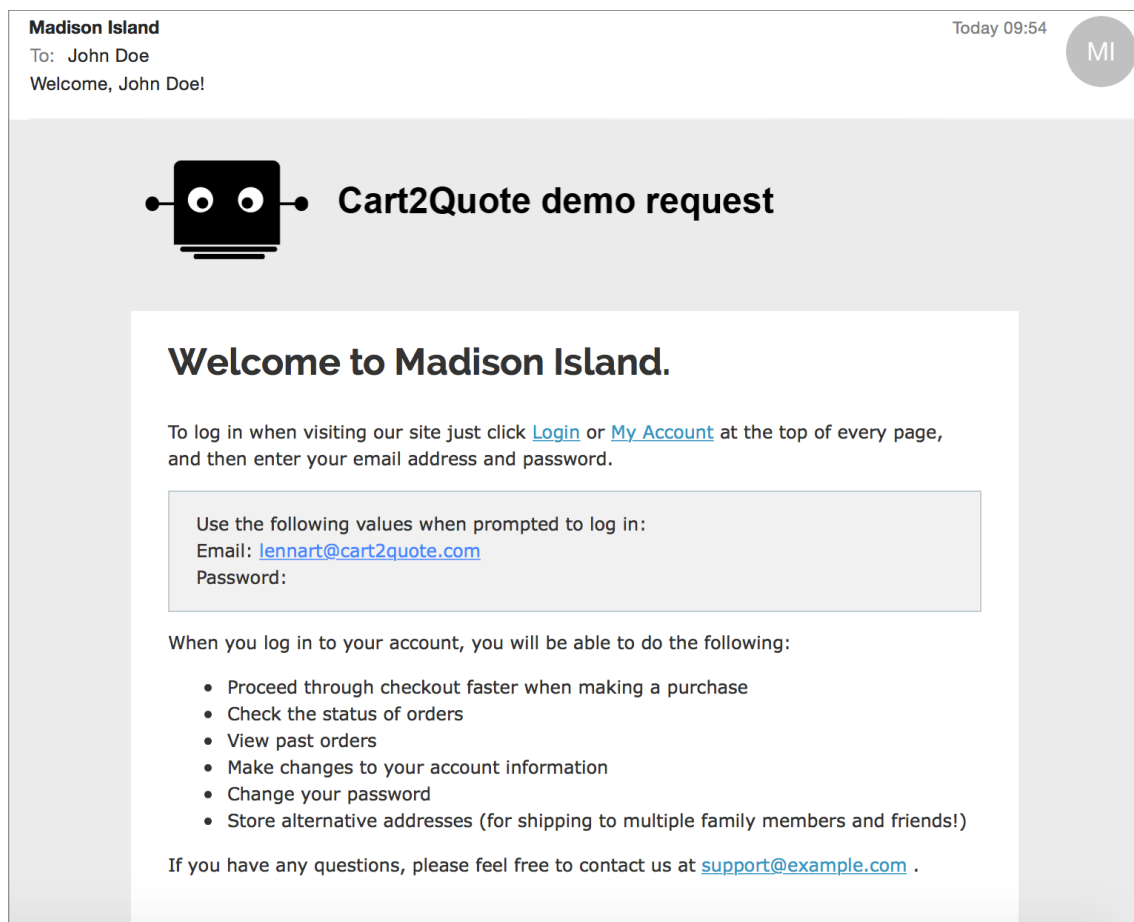 Madison Island
Today 09:54
MI
To: John Doe
Welcome, John Doe!
Cart2Quote demo request
Welcome to Madison Island.
To log in when visiting our site just click Login or My Account at the top of every page,
and then enter your email address and password.
Use the following values when prompted to log in:
Email: lennart@cart2quote.com
Password:
When you log in to your account, you will be able to do the following:
• Proceed through checkout faster when making a purchase
• Check the status of orders
• View past orders
• Make changes to your account information
• Change your password
• Store alternative addresses (for shipping to multiple family members and friends!)
If you have any questions, please feel free to contact us at support@example.com .